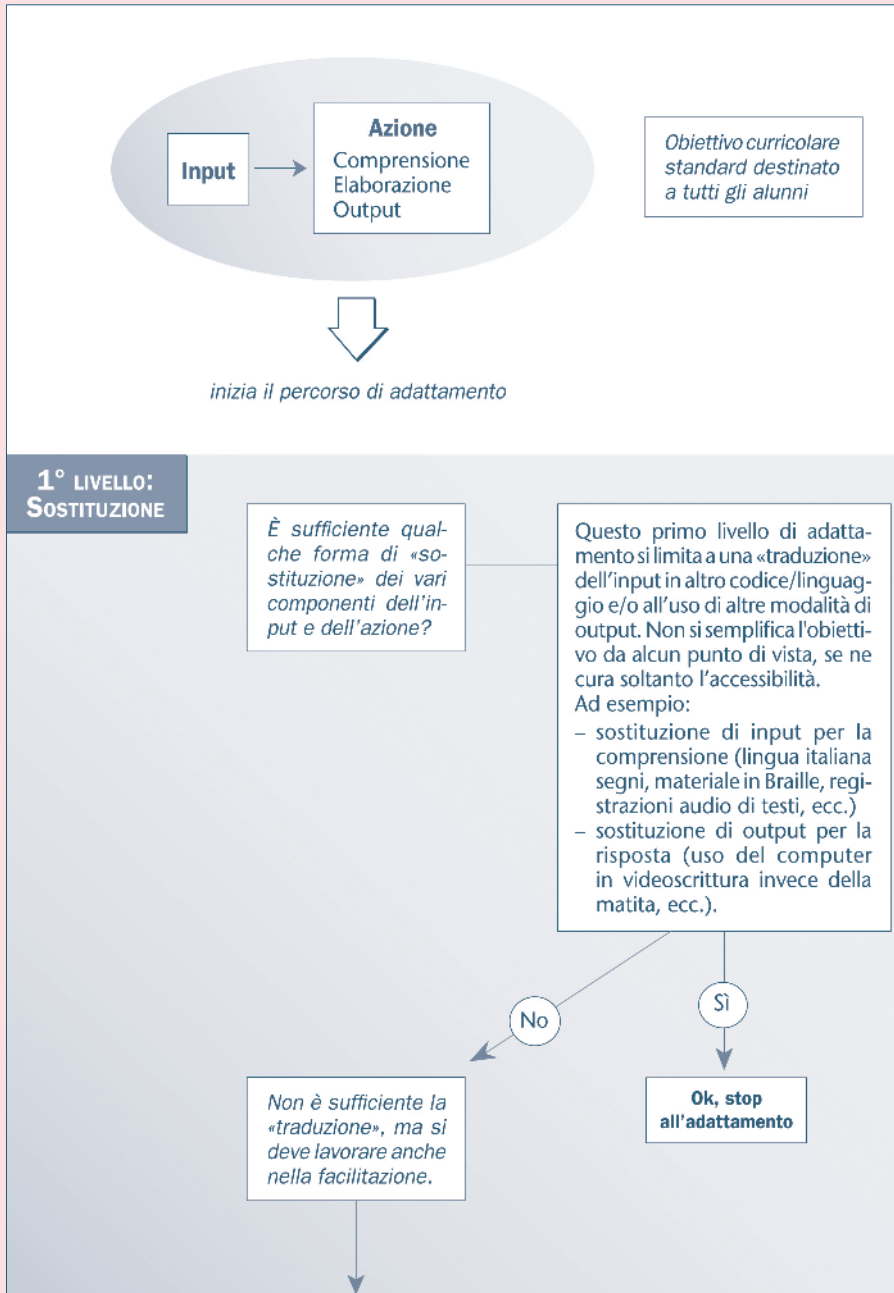 Input
Azione
Comprensione
Elaborazione
Output
Obiettivo curricolare
standard destinato
a tutti gli alunni
inizia il percorso di adattamento
1° LIVELLO:
SOSTITUZIONE
È sufficiente qual-
che forma di «so-
stituzione» dei vari
componenti dell'in-
put e dell'azione?
Questo primo livello di adatta-
mento si limita a una «traduzione»
dell'input in altro codice/linguag-
gio e/o all'uso di altre modalità di
output. Non si semplifica l'obietti-
vo da alcun punto di vista, se ne
cura soltanto l'accessibilità.
Ad esempio:
– sostituzione di input per la
comprensione (lingua italiana
segni, materiale in Braille, regi-
strazioni audio di testi, ecc.)
– sostituzione di output per la
risposta (uso del computer
in videoscrittura invece della
matita, ecc.).
No
Sì
Non è sufficiente la
«traduzione», ma si
deve lavorare anche
nella facilitazione.
Ok, stop
all'adattamento